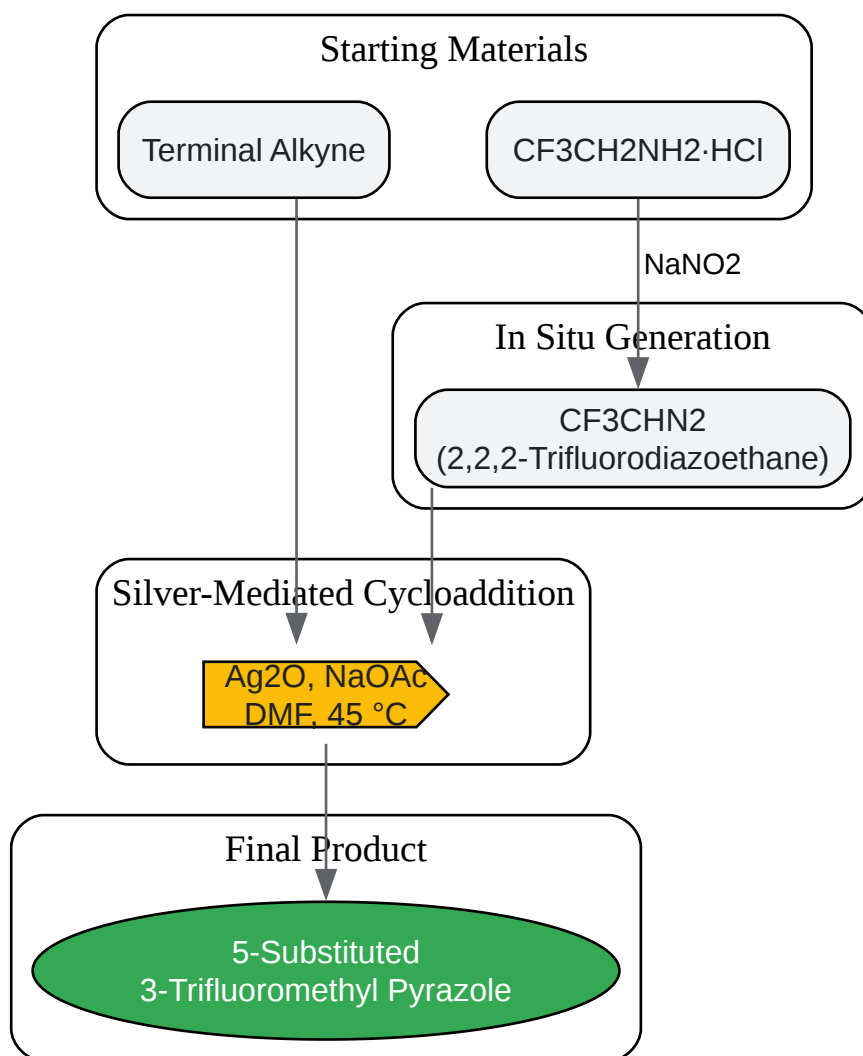 Starting Materials
Terminal Alkyne
CF3CH2NH2·HCl
NaNO2
In Situ Generation
CF3CHN2
(2,2,2-Trifluorodiazoethane)
Silver-Mediated Cycloaddition
Ag2O, NaOAc
DMF, 45 °C
Final Product
5-Substituted
3-Trifluoromethyl Pyrazole